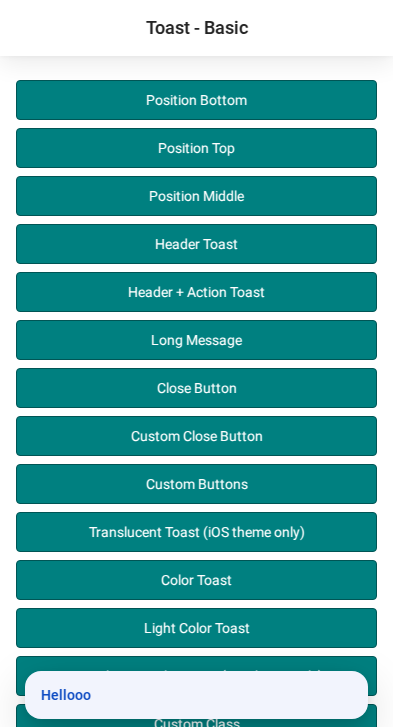 Toast - Basic
Position Bottom
Position Top
Position Middle
Header Toast
Header + Action Toast
Long Message
Close Button
Custom Close Button
Custom Buttons
Translucent Toast (iOS theme only)
Color Toast
Light Color Toast
Hellooo
Custom Class